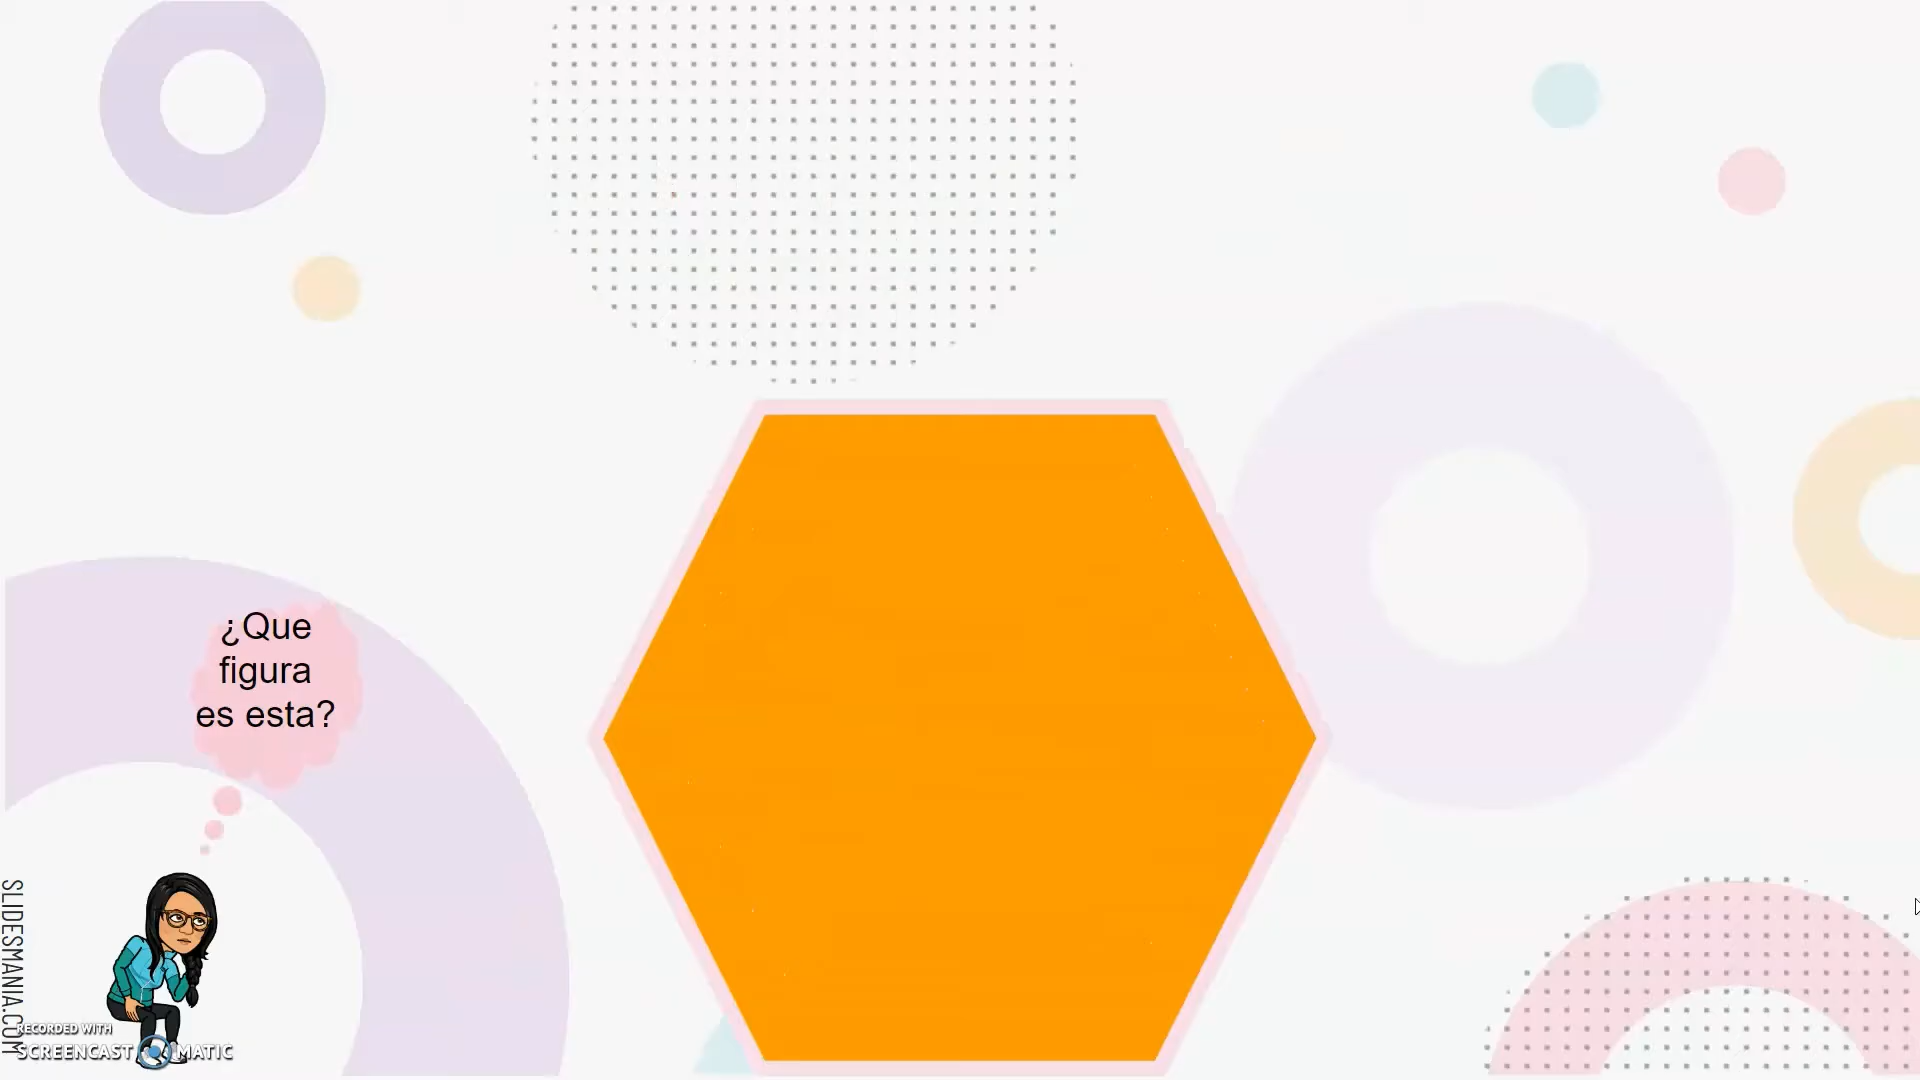 ¿Que
figura
es esta?
SLIDESMANIA.COM
RECORDED WITH
SCREENCAST MATIC